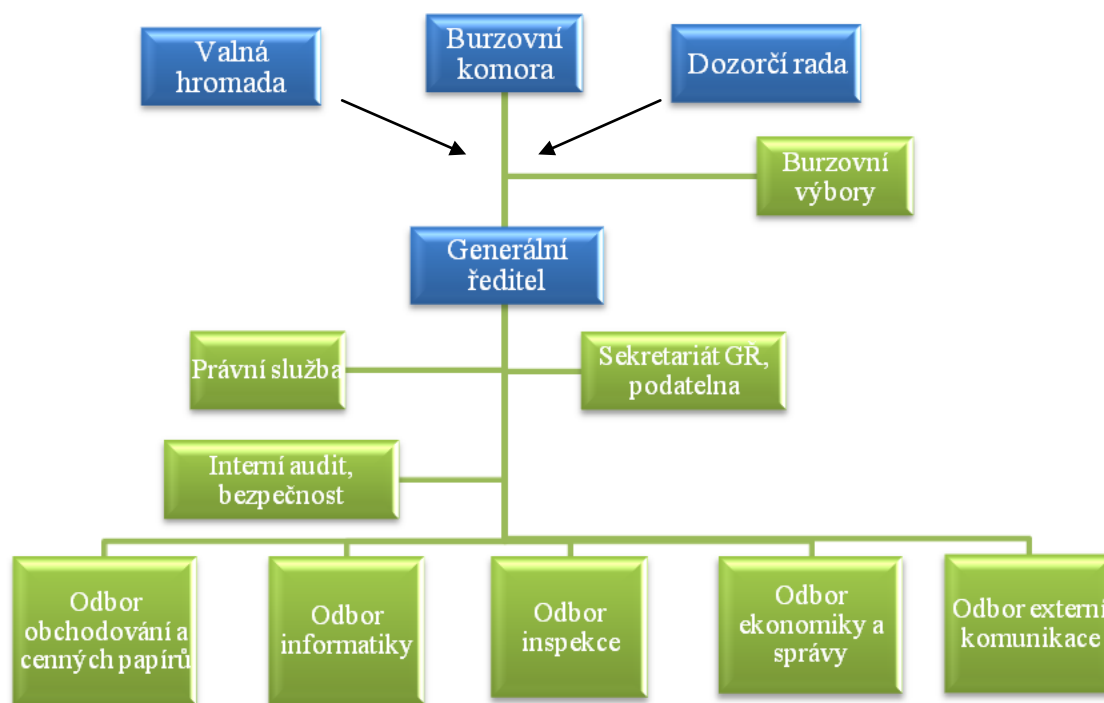 Valná
hromada
Burzovní
komora
Dozorčí rada
Burzovní
výbory
Generální
ředitel
Právní služba
Sekretariát GŘ,
podatelna
Interní audit,
bezpečnost
Odbor
obchodování a
cenných papírů
Odbor
informatiky
Odbor
inspekce
Odbor
ekonomiky a
správy
Odbor externí
komunikace